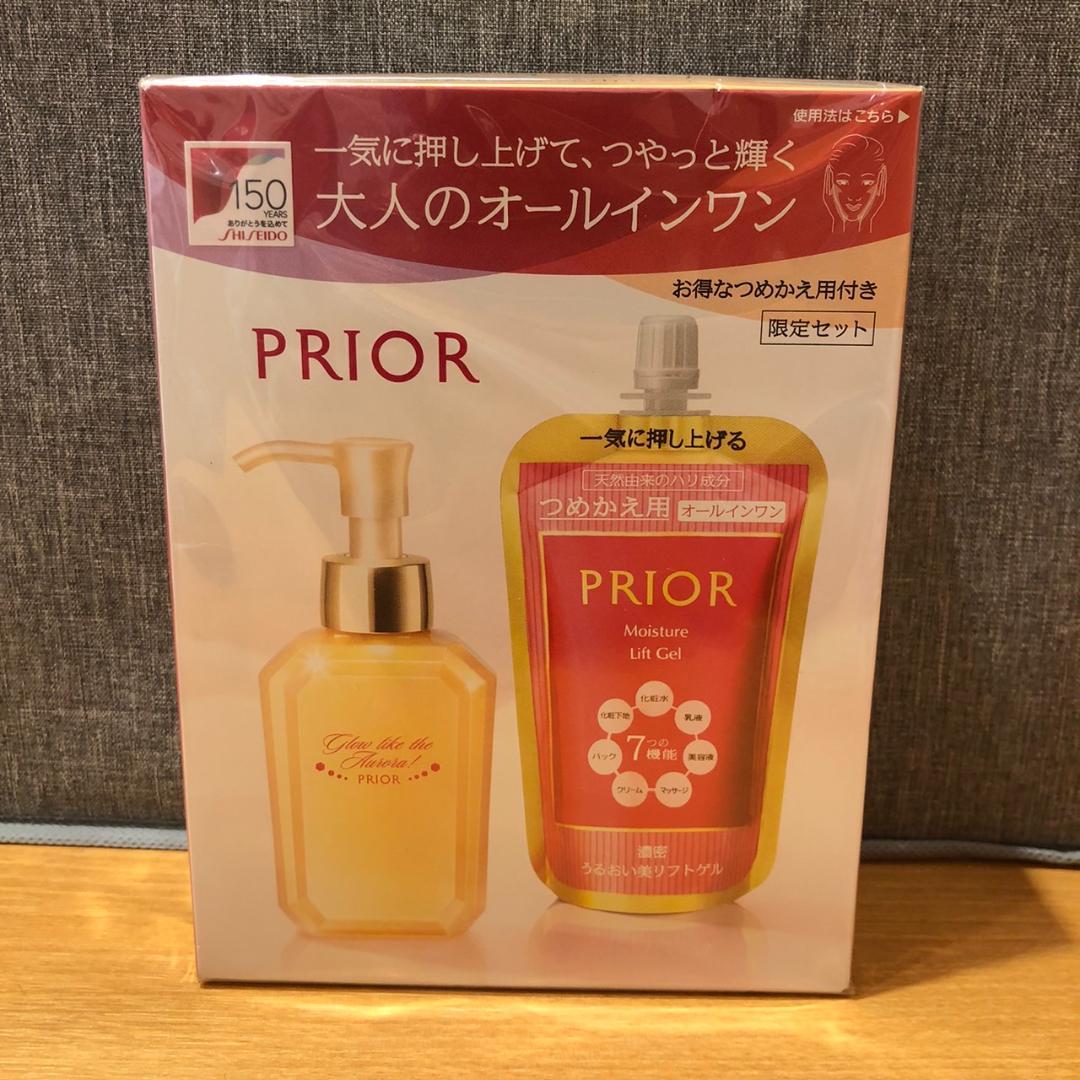 使用法はこちら▶
一気に押し上げて、つやっと輝く
大人のオールインワン
150
YEARS
ありがとうを込めて
SHISEIDO
お得なつめかえ用付き
限定セット
PRIOR
一気に押し上げる
天然由来のハリ成分
つめかえ用 オールインワン
PRIOR
Moisture
Lift Gel
化粧水
化粧下地
乳液
7つの機能
パック
美容液
クリーム
マッサージ
濃密
うるおい美リフトゲル
Glow like the
Aurora!
PRIOR